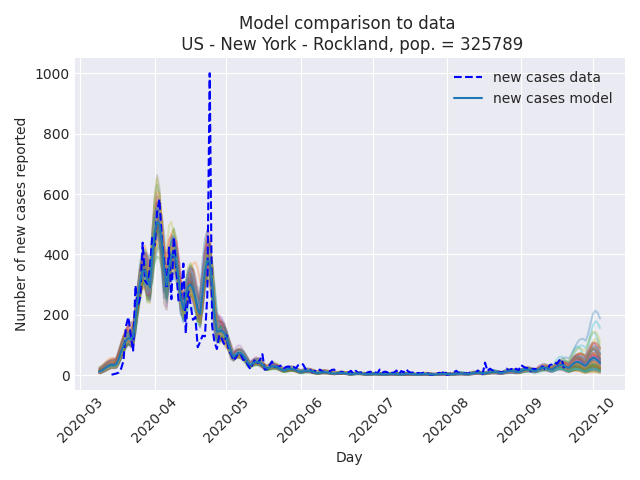 Model comparison to data
US - New York - Rockland, pop. = 325789
new cases data
new cases model
Number of new cases reported
1000
800
600
400
200
0
2020-03
2020-04
2020-05
2020-06
2020-07
2020-08
2020-09
2020-10
Day